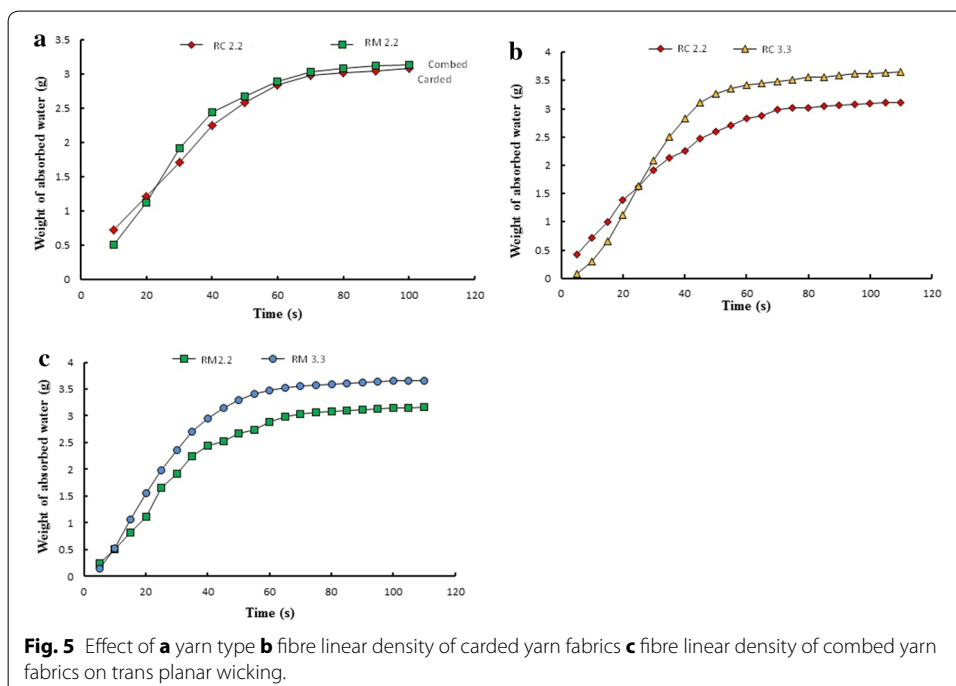 a
RC 2.2
RM 2.2
Weight of absorbed water (g)
3.5
3
2.5
2
1.5
1
0.5
0
Combed
Carded
0 20 40 60 80 100 120
Time (s)
b
RC 2.2
RC 3.3
Weight of absorbed water (g)
4
3.5
3
2.5
2
1.5
1
0.5
0
0 20 40 60 80 100 120
Time (s)
c
RM2.2
RM 3.3
Weight of absorbed water (g)
4
3.5
3
2.5
2
1.5
1
0.5
0
0 20 40 60 80 100 120
Time (s)
Fig. 5 Effect of a yarn type b fibre linear density of carded yarn fabrics c fibre linear density of combed yarn
fabrics on trans planar wicking.